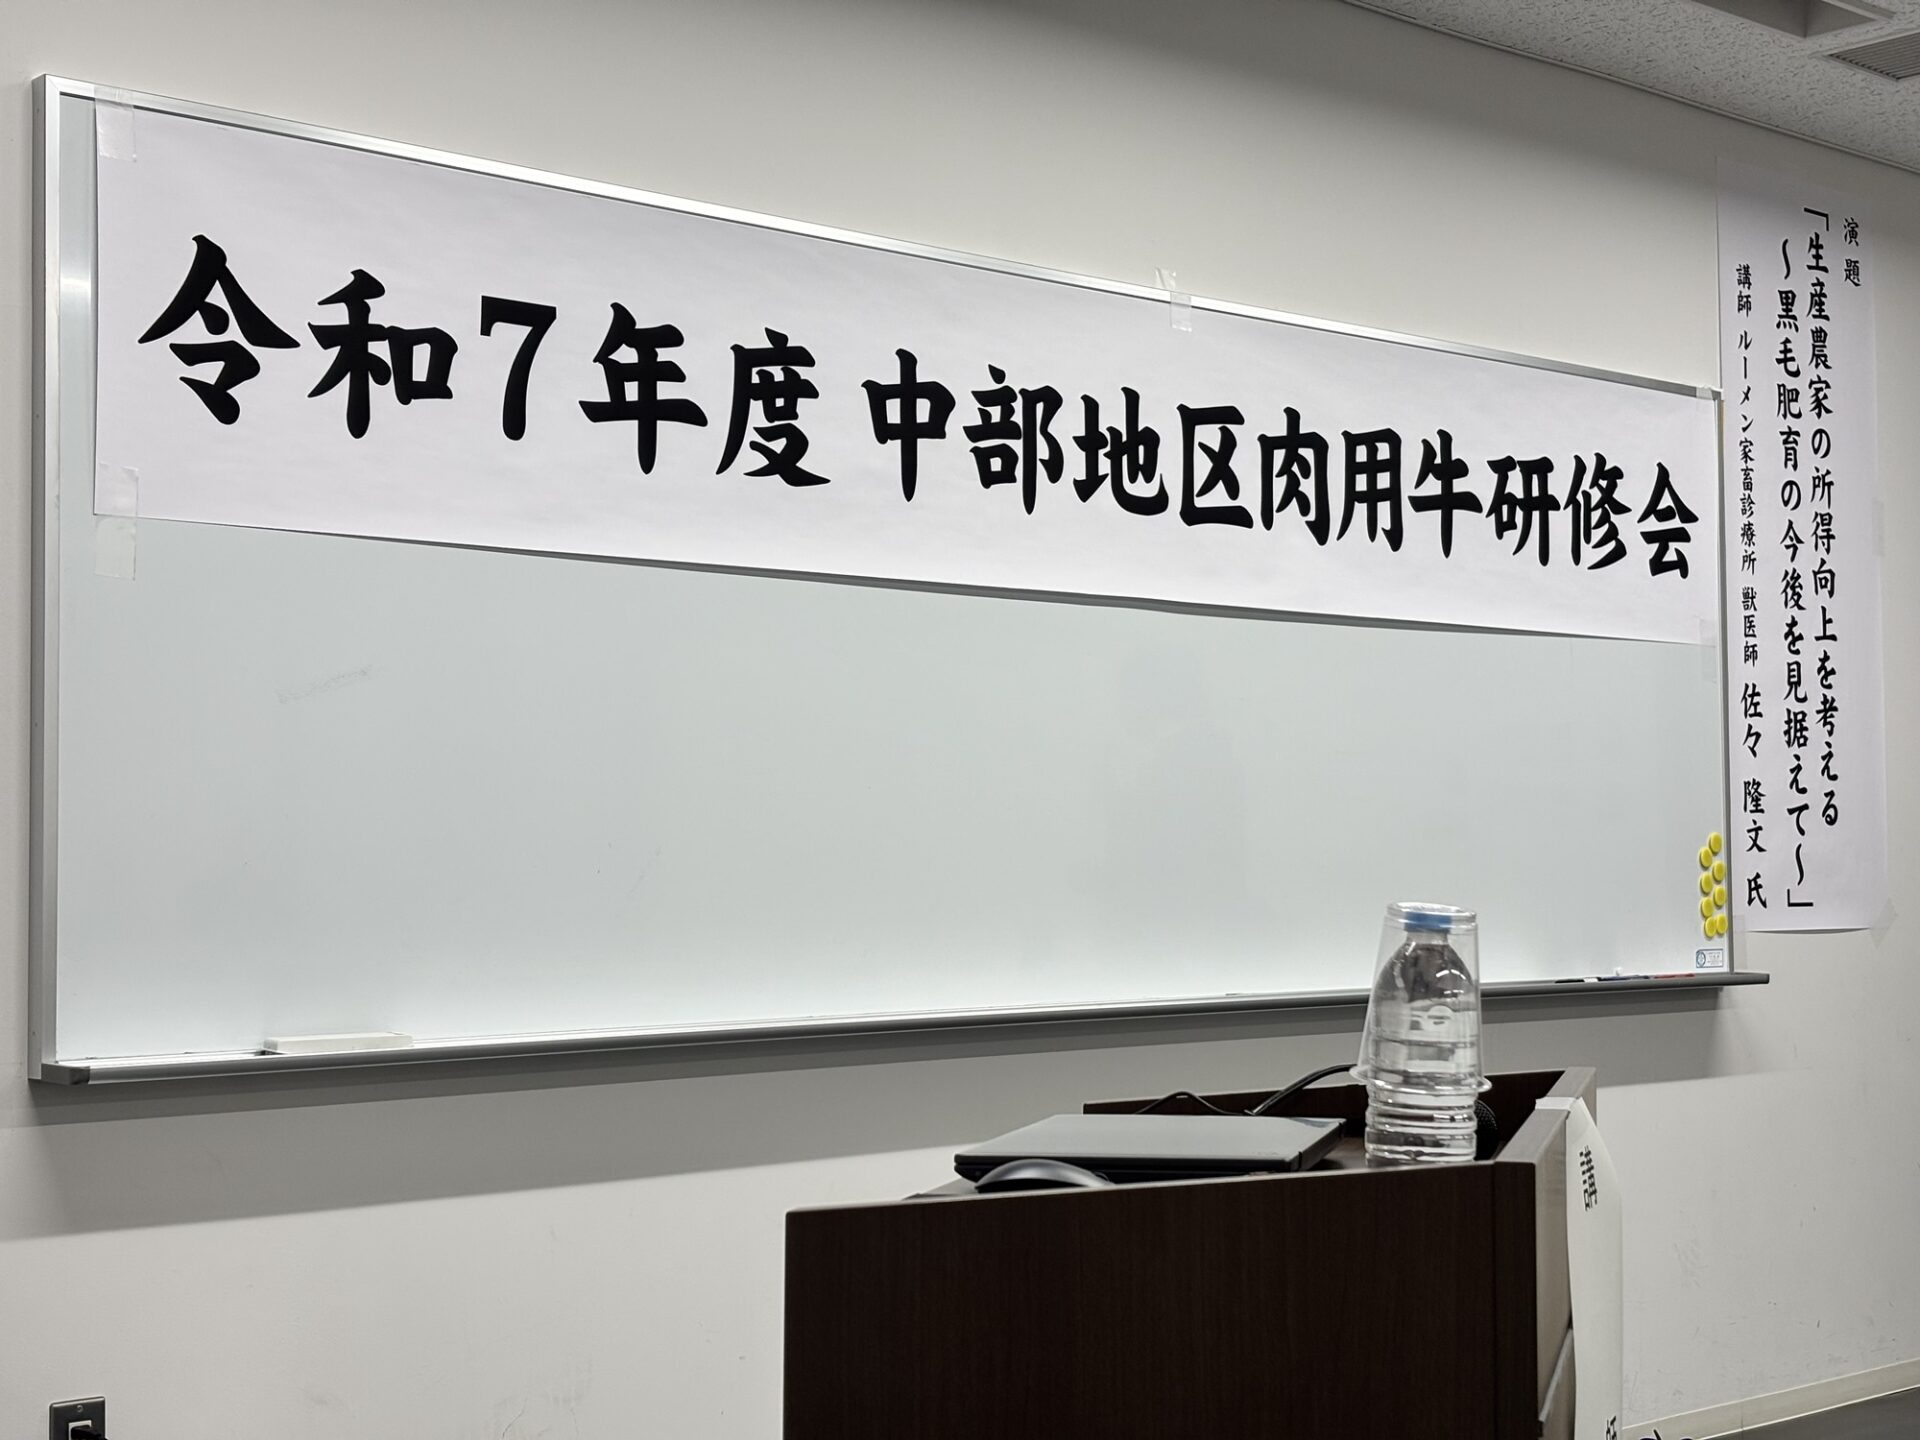 令和7年度 中部地区肉用牛研修会
演題
「生産農家の所得向上を考える
～黒毛肥育の今後を見据えて～」
講師 ルーメン家畜診療所 獣医師 佐々 隆文 氏
講